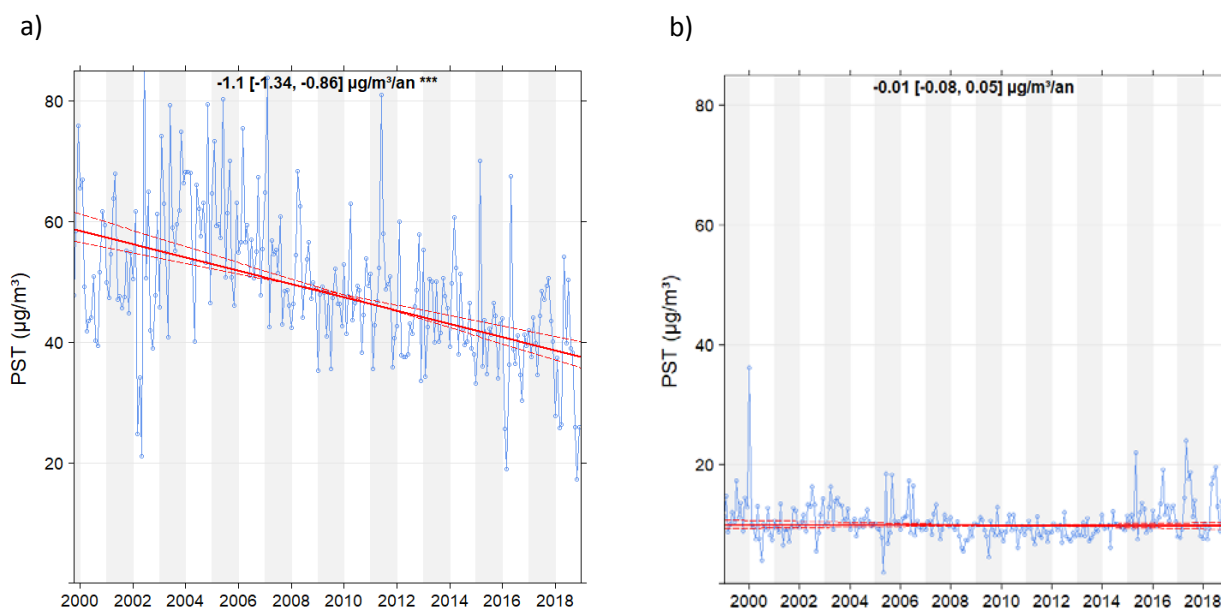 a)
-1.1 [-1.34, -0.86] µg/m³/an ***
PST (µg/m³)
80
60
40
20
2000 2002 2004 2006 2008 2010 2012 2014 2016 2018
b)
-0.01 [-0.08, 0.05] µg/m³/an
PST (µg/m³)
80
60
40
20
2000 2002 2004 2006 2008 2010 2012 2014 2016 2018